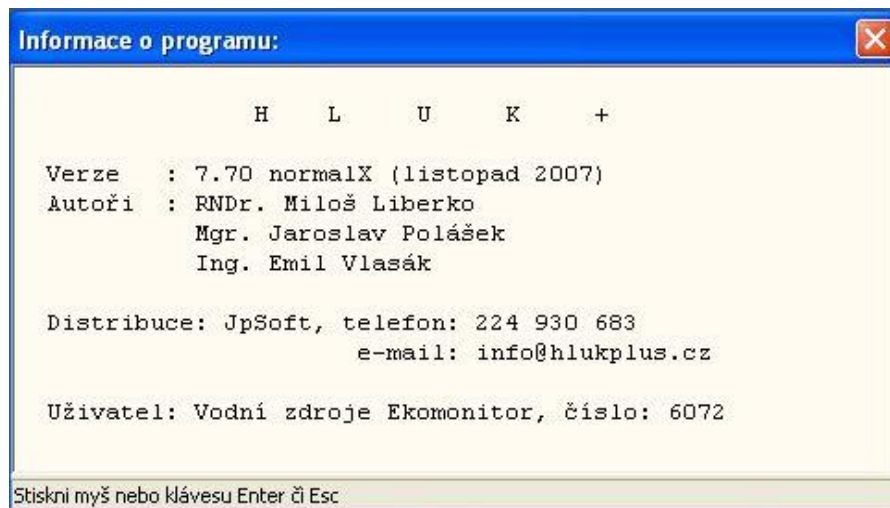 Informace o programu:
H L U K +
Verze : 7.70 normalX (listopad 2007)
Autoři : RNDr. Miloš Liberko
Mgr. Jaroslav Polášek
Ing. Emil Vlasák
Distribuce: JpSoft, telefon: 224 930 683
e-mail: info@hlukplus.cz
Uživatel: Vodní zdroje Ekomonitor, číslo: 6072
Stiskni myš nebo klávesu Enter či Esc